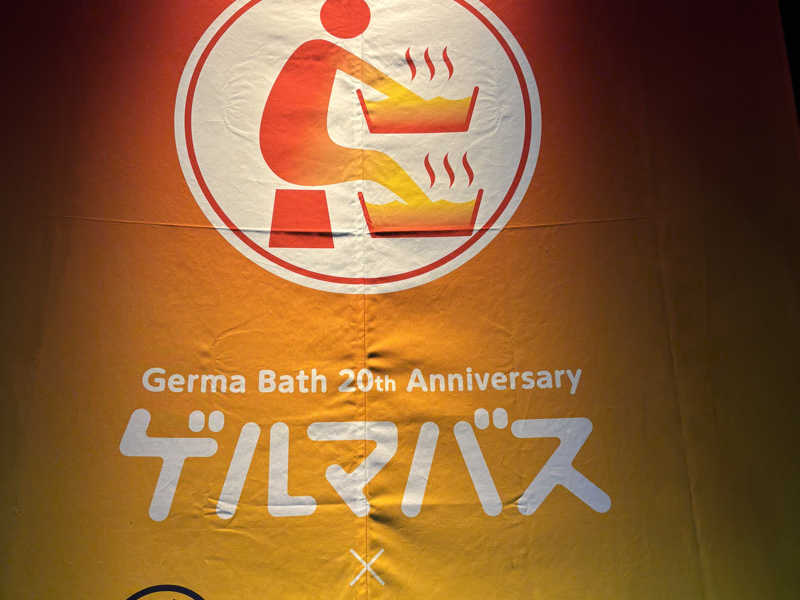 Germa Bath 20th Anniversary
ゲルマバス
×